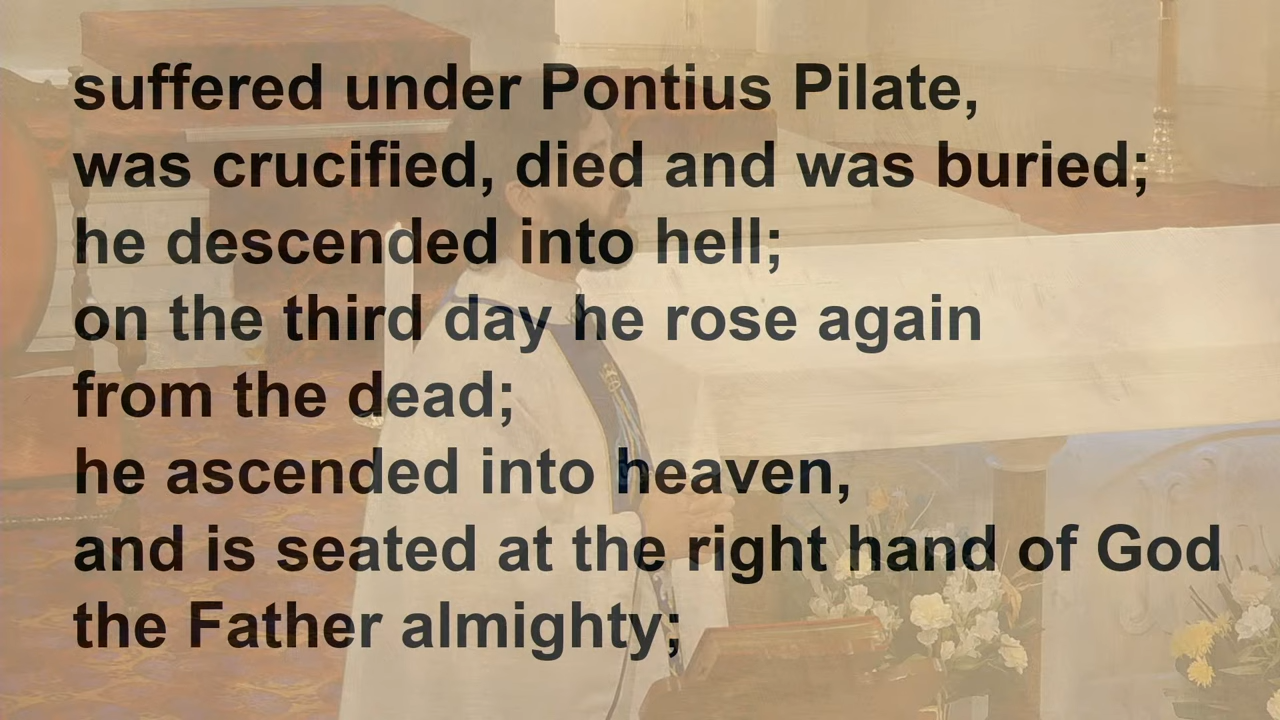 suffered under Pontius Pilate,
was crucified, died and was buried;
he descended into hell;
on the third day he rose again
from the dead;
he ascended into heaven,
and is seated at the right hand of God
the Father almighty;